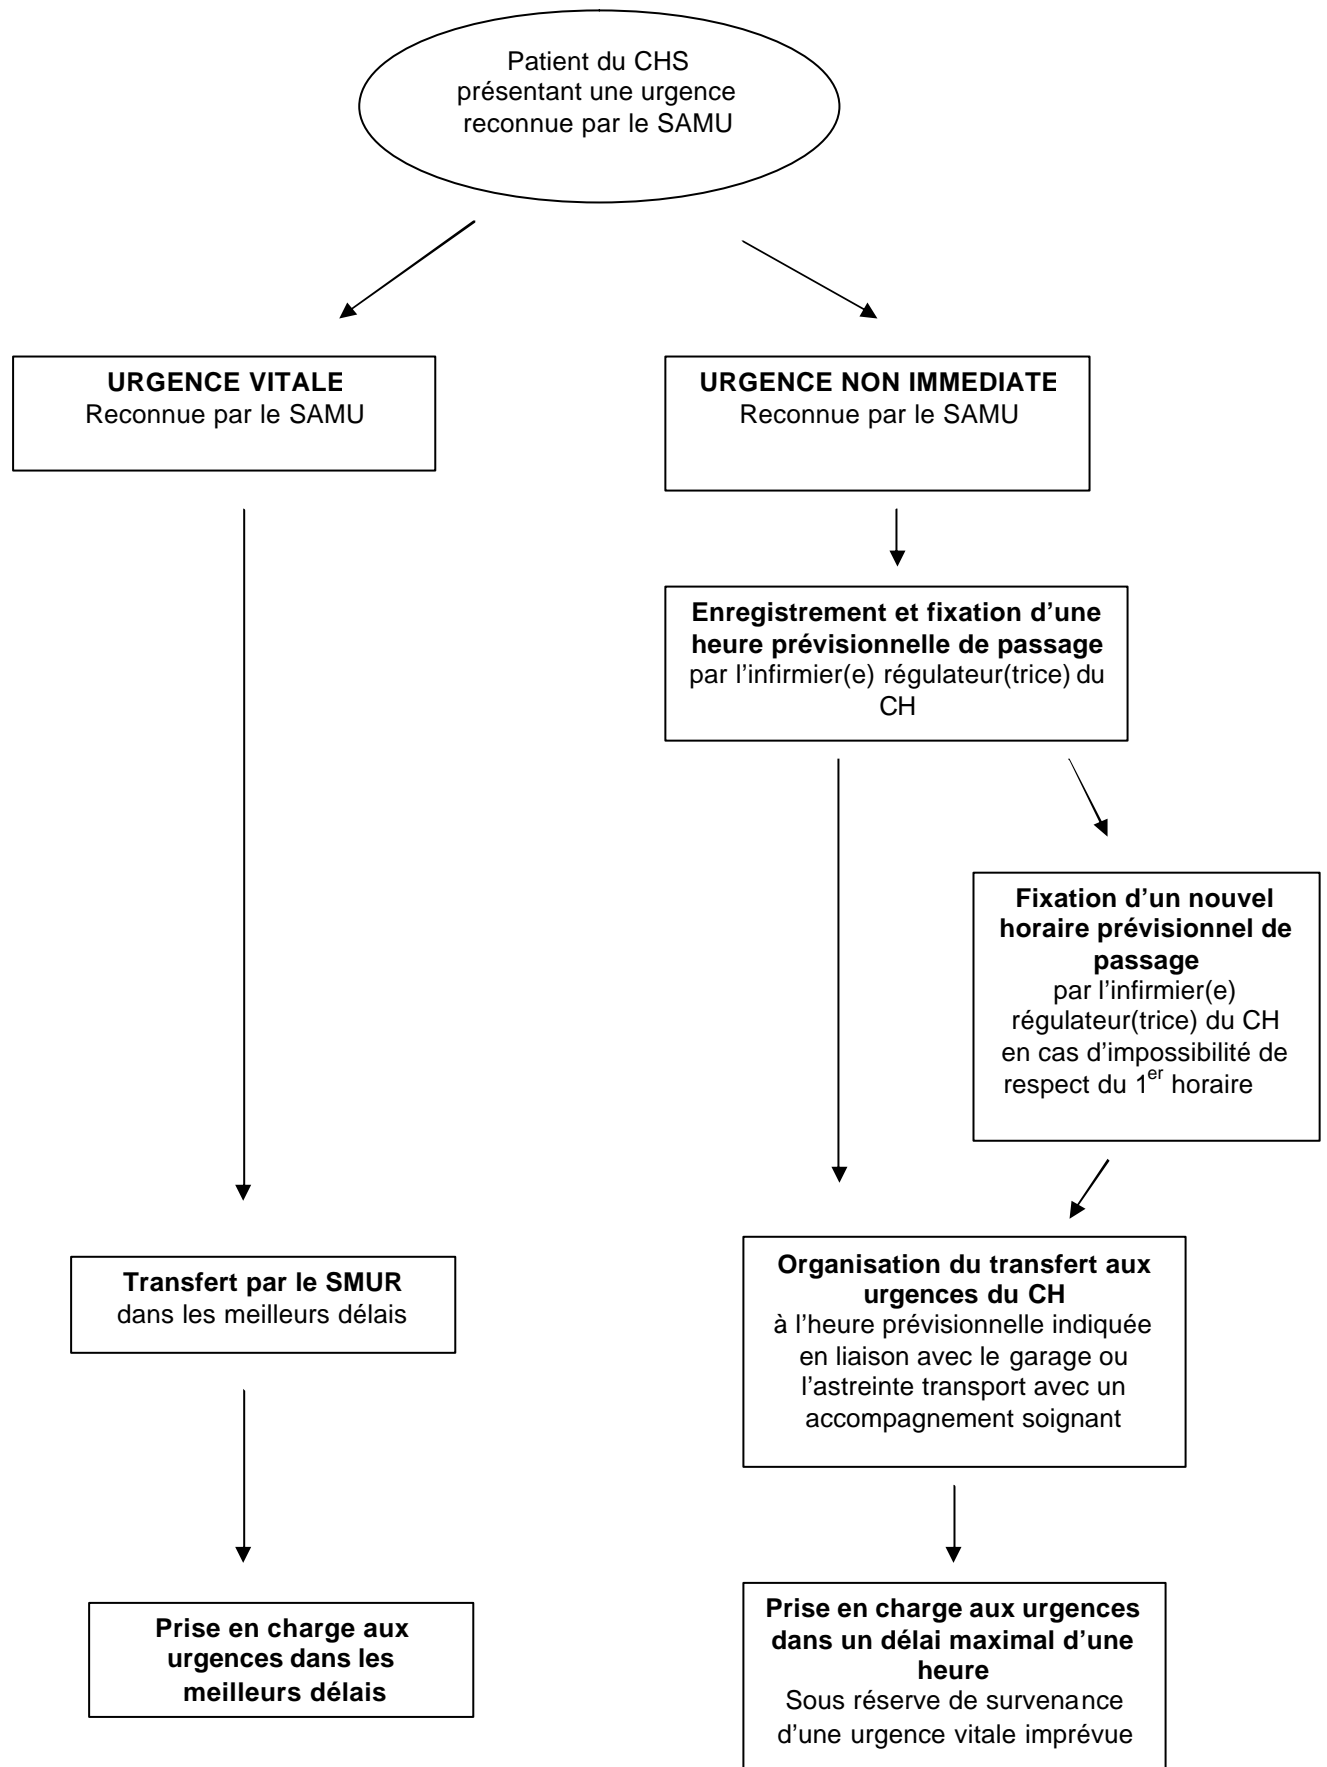 Patient du CHS
présentant une urgence
reconnue par le SAMU
URGENCE VITALE
Reconnue par le SAMU
URGENCE NON IMMEDIATE
Reconnue par le SAMU
Enregistrement et fixation d’une
heure prévisionnelle de passage
par l’infirmier(e) régulateur(trice) du
CH
Fixation d’un nouvel
horaire prévisionnel de
passage
par l’infirmier(e)
régulateur(trice) du CH
en cas d’impossibilité de
respect du 1er horaire
Transfert par le SMUR
dans les meilleurs délais
Organisation du transfert aux
urgences du CH
à l’heure prévisionnelle indiquée
en liaison avec le garage ou
l’astreinte transport avec un
accompagnement soignant
Prise en charge aux
urgences dans les
meilleurs délais
Prise en charge aux urgences
dans un délai maximal d’une
heure
Sous réserve de survenance
d’une urgence vitale imprévue